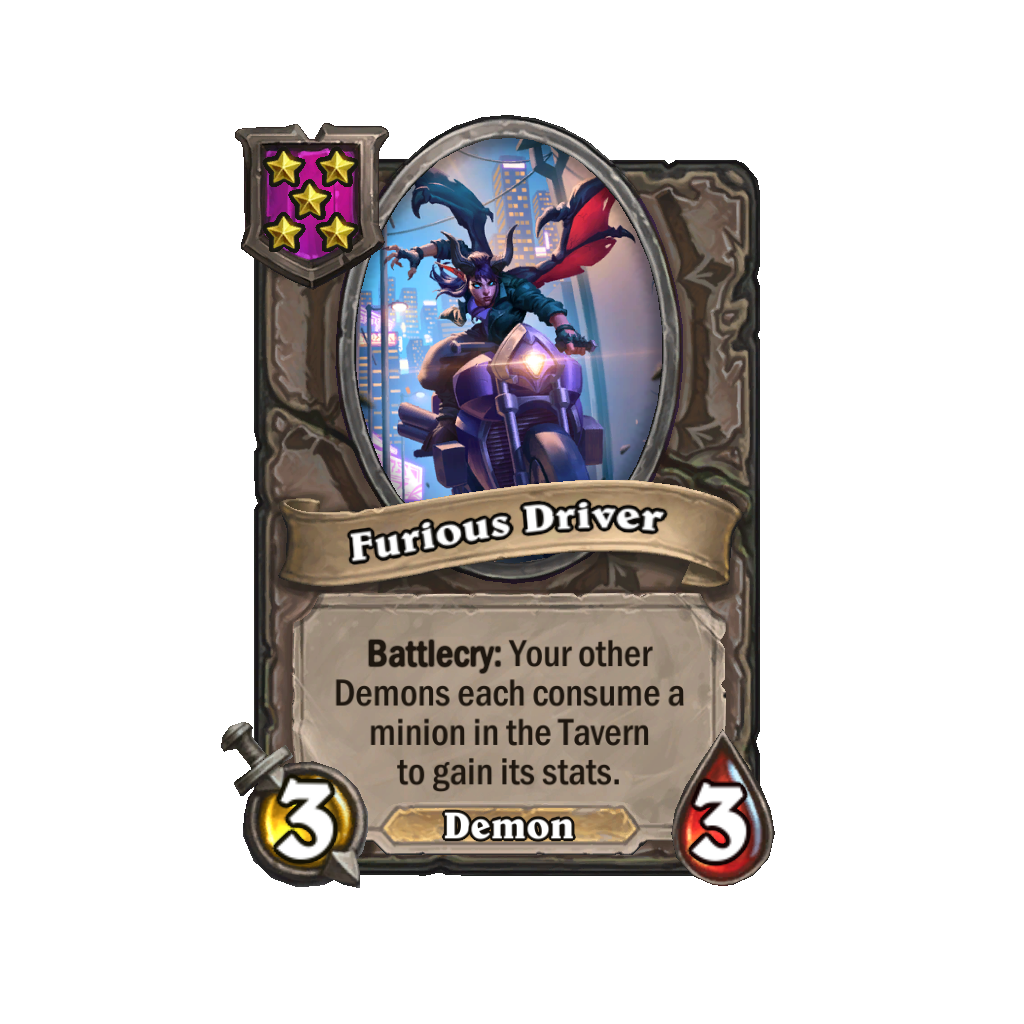 Furious Driver
Battlecry: Your other
Demons each consume a
minion in the Tavern
to gain its stats.
3
Demon
3